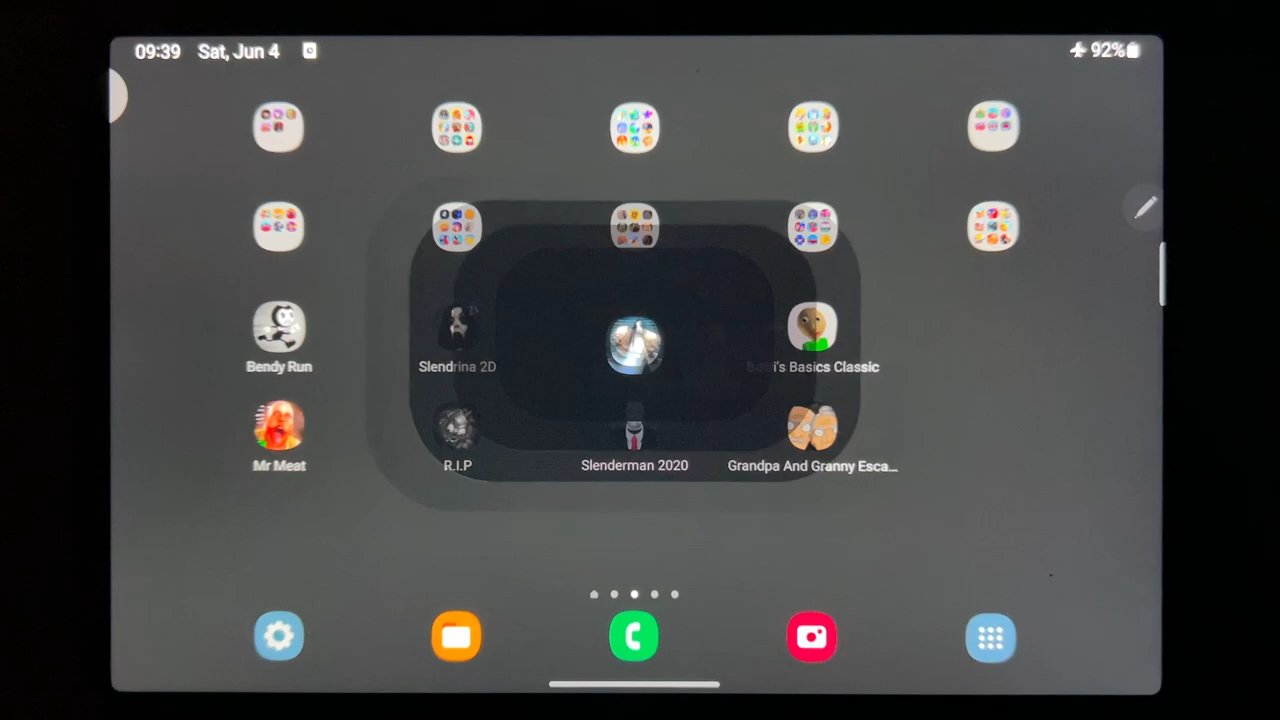 09:39 Sat, Jun 4 92%
Bendy Run Slendrina 2D i's Basics Classic
Mr Meat R.I.P Slenderman 2020 Grandpa And Granny Esca...